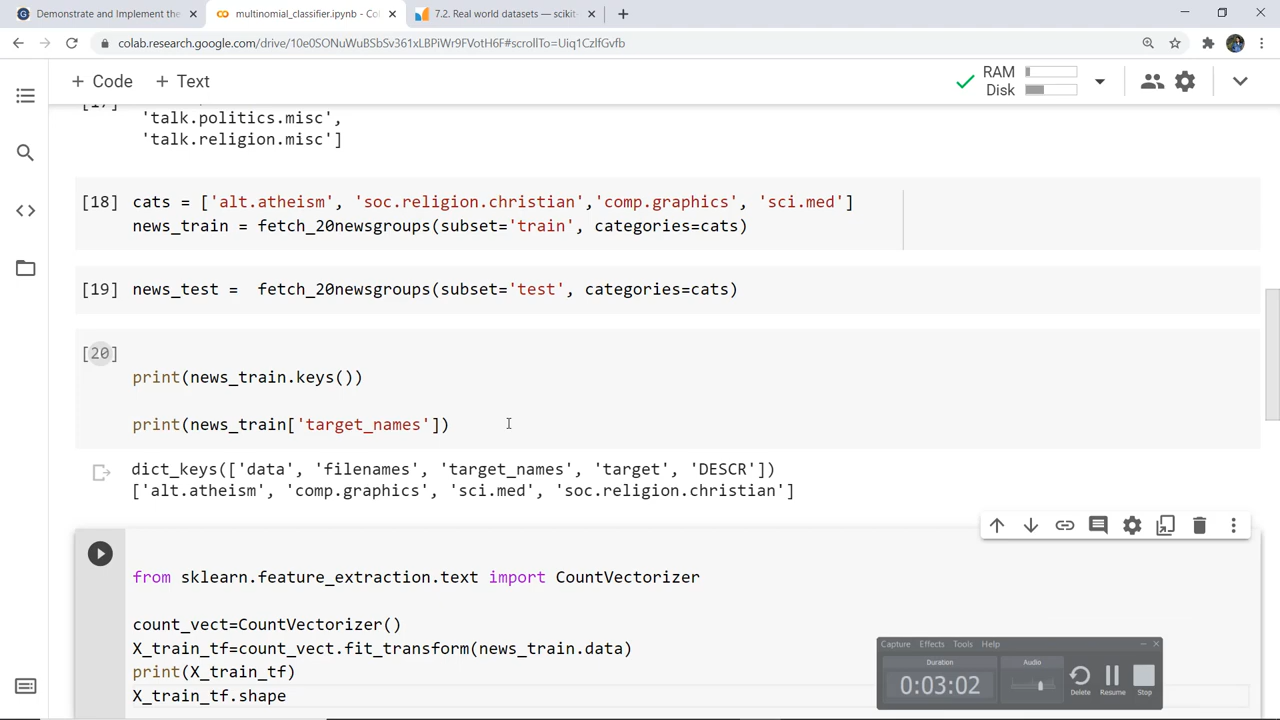 Demonstrate and Implement the
multinomial_classifier.ipynb - Col
7.2. Real world datasets — scikit-
colab.research.google.com/drive/10e0SONuWuBSbSv361xLBPiWr9FVotH6F#scrollTo=Uiq1CzlfGvfb
+ Code + Text
RAM
Disk
[17]
'talk.politics.misc',
'talk.religion.misc']
[18] cats = ['alt.atheism', 'soc.religion.christian','comp.graphics', 'sci.med']
news_train = fetch_20newsgroups(subset='train', categories=cats)
[19] news_test =  fetch_20newsgroups(subset='test', categories=cats)
[20]
print(news_train.keys())
print(news_train['target_names'])
dict_keys(['data', 'filenames', 'target_names', 'target', 'DESCR'])
['alt.atheism', 'comp.graphics', 'sci.med', 'soc.religion.christian']
from sklearn.feature_extraction.text import CountVectorizer
count_vect=CountVectorizer()
X_train_tf=count_vect.fit_transform(news_train.data)
print(X_train_tf)
X_train_tf.shape
Capture Effects Tools Help
Duration
0:03:02
Audio
Delete Resume Stop